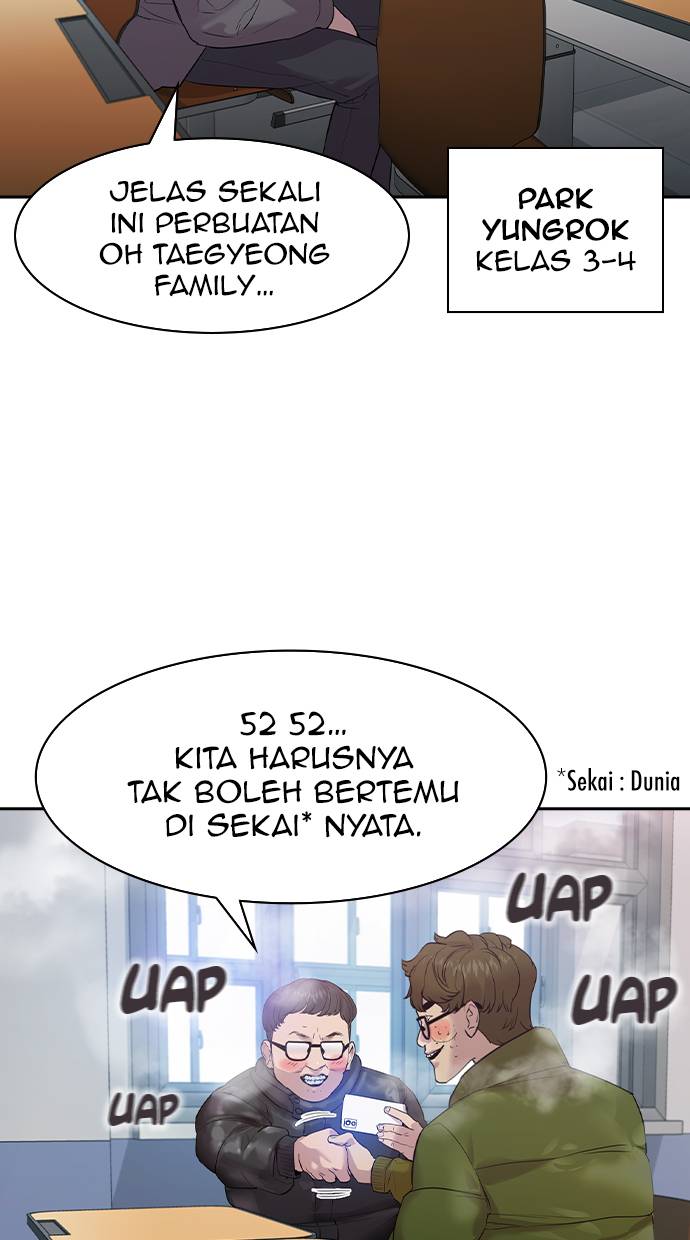 JELAS SEKALI
INI PERBUATAN
OH TAEGYEONG
FAMILY...
PARK
YUNGROK
KELAS 3-4
52 52...
KITA HARUSNYA
TAK BOLEH BERTEMU
DI SEKAI* NYATA.
*Sekai : Dunia
UAP
UAP
UAP
UAP